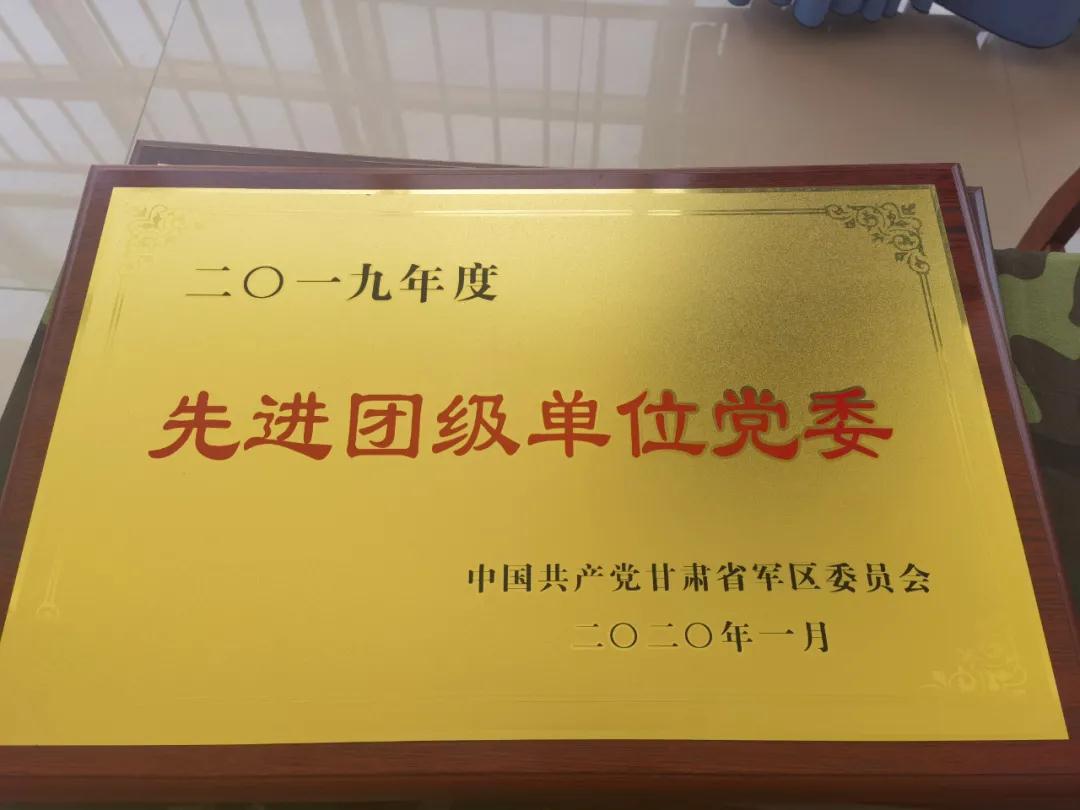 二〇一九年度
先进团级单位党委
中国共产党甘肃省军区委员会
二〇二〇年一月